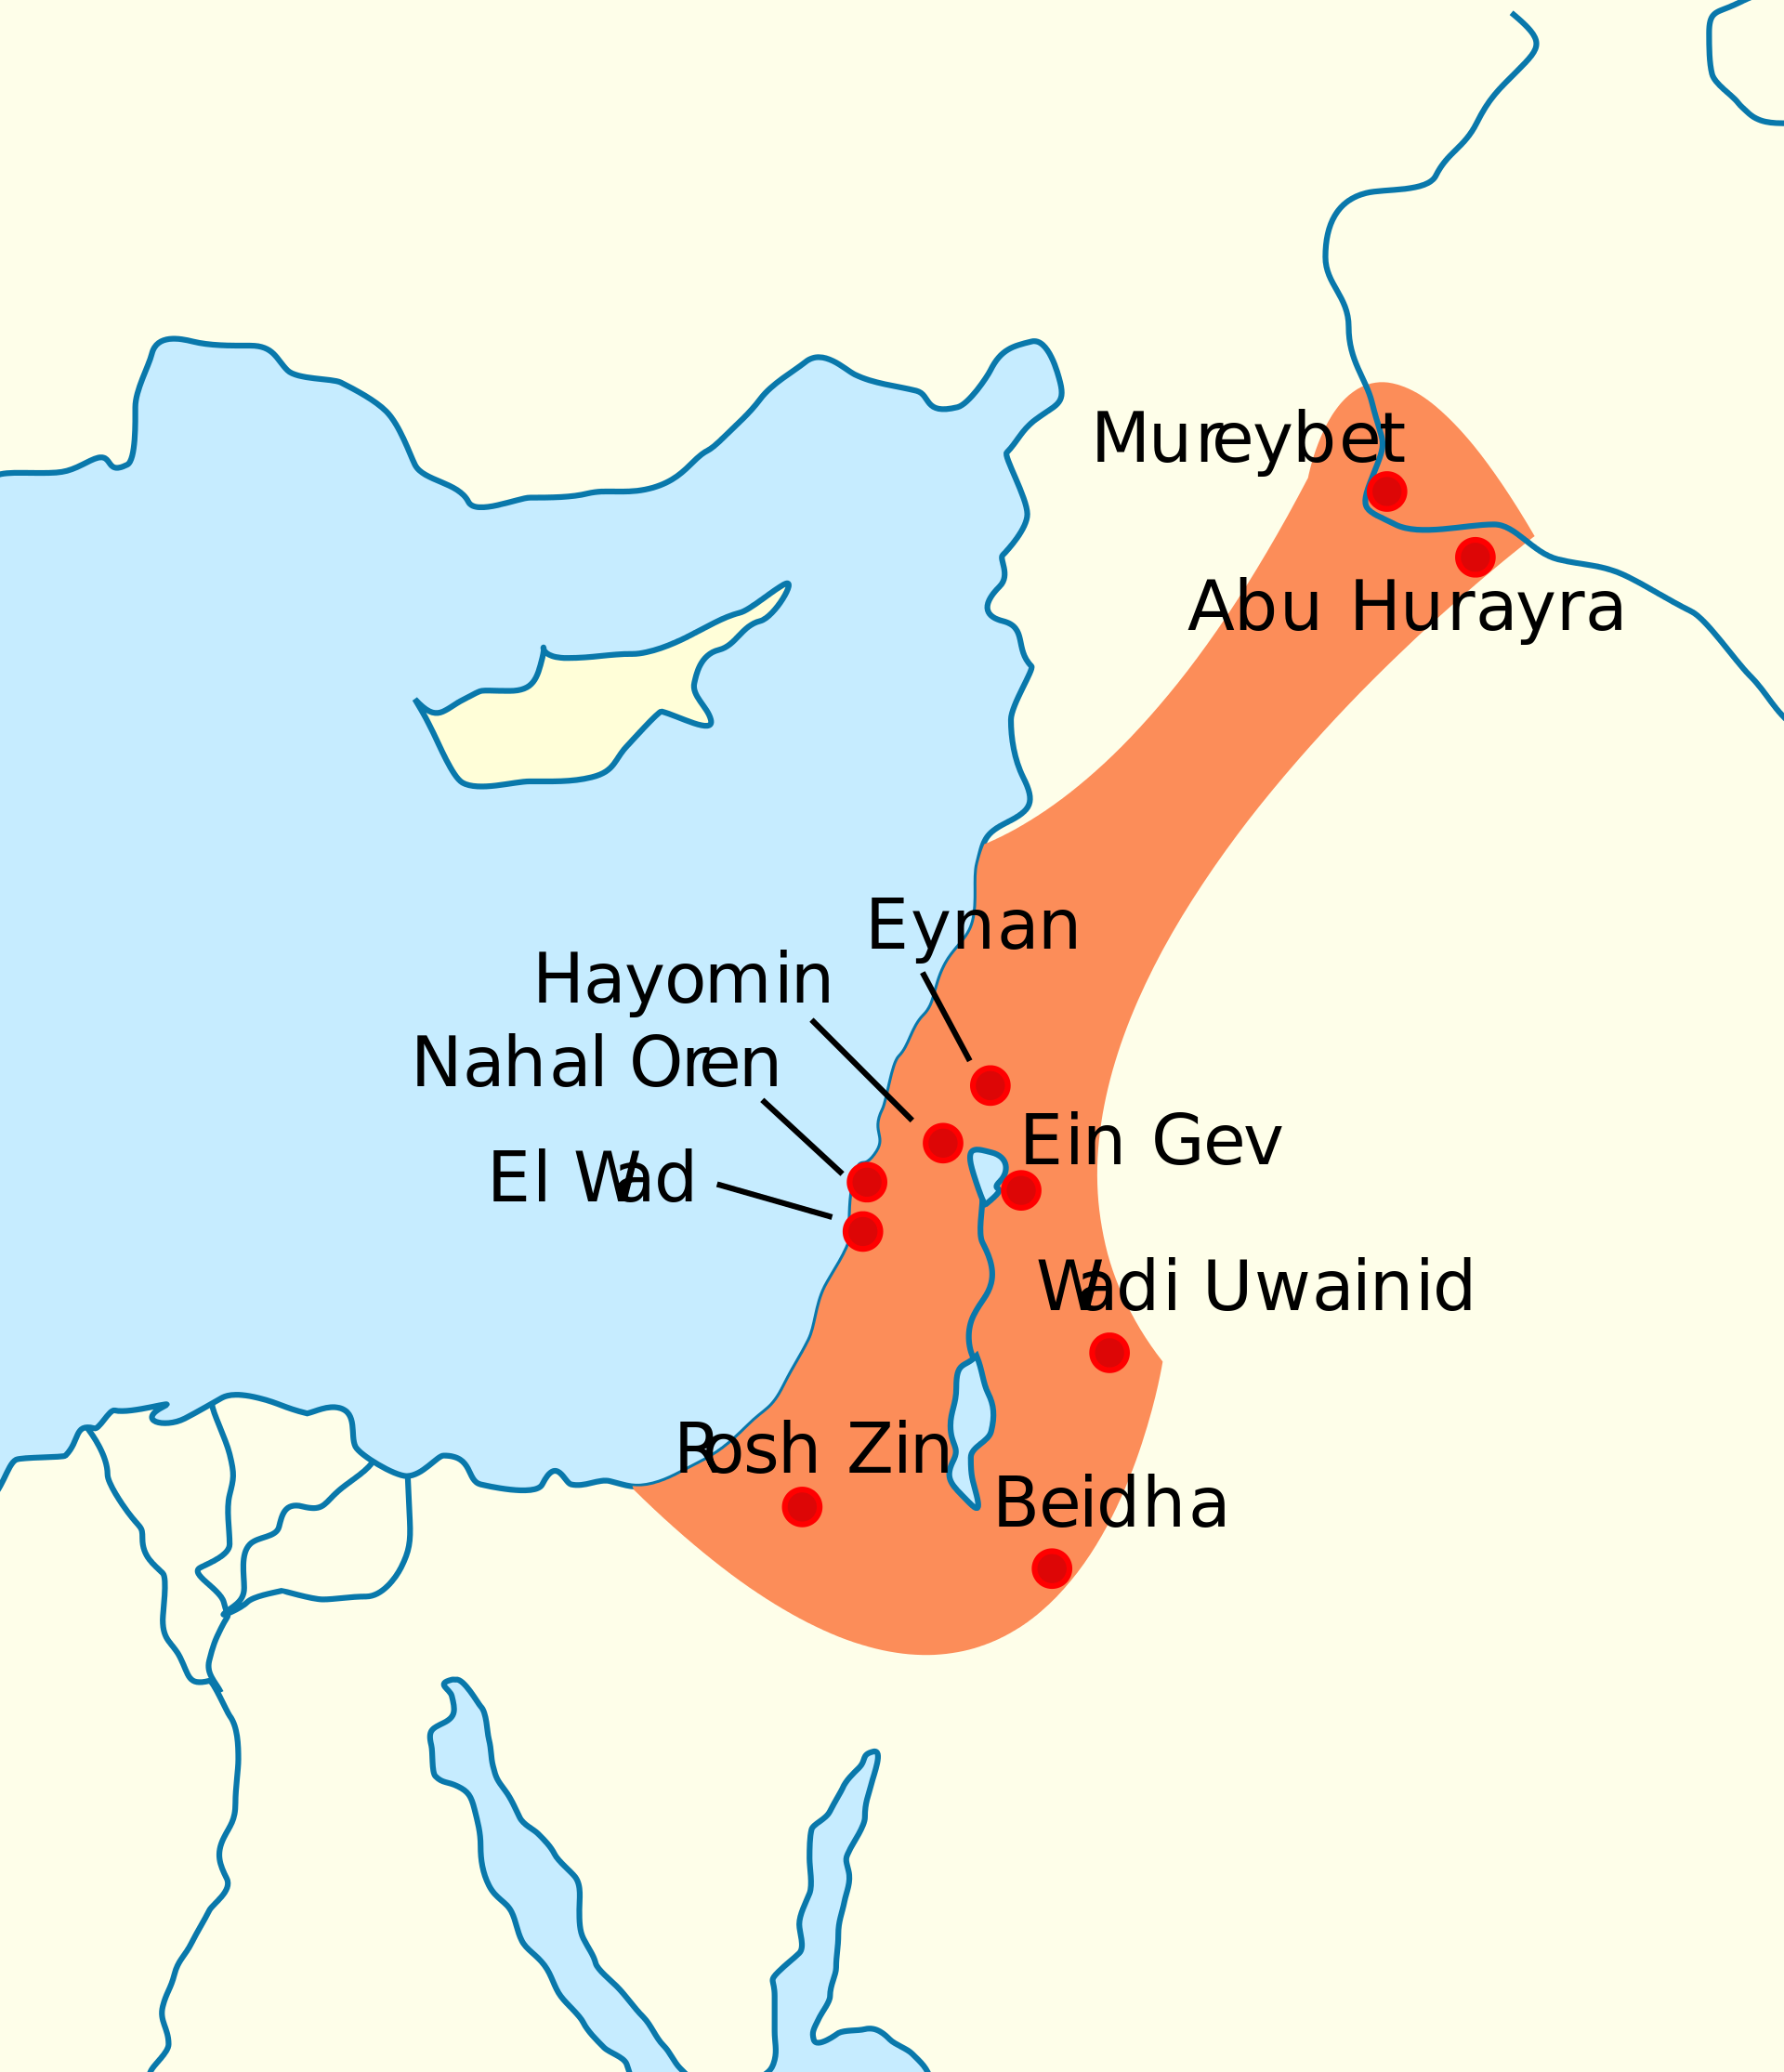 Mureybet
Abu Hurayra
Eynan
Hayomin
Nahal Oren
Ein Gev
El Wad
Wadi Uwainid
Rosh Zin
Beidha